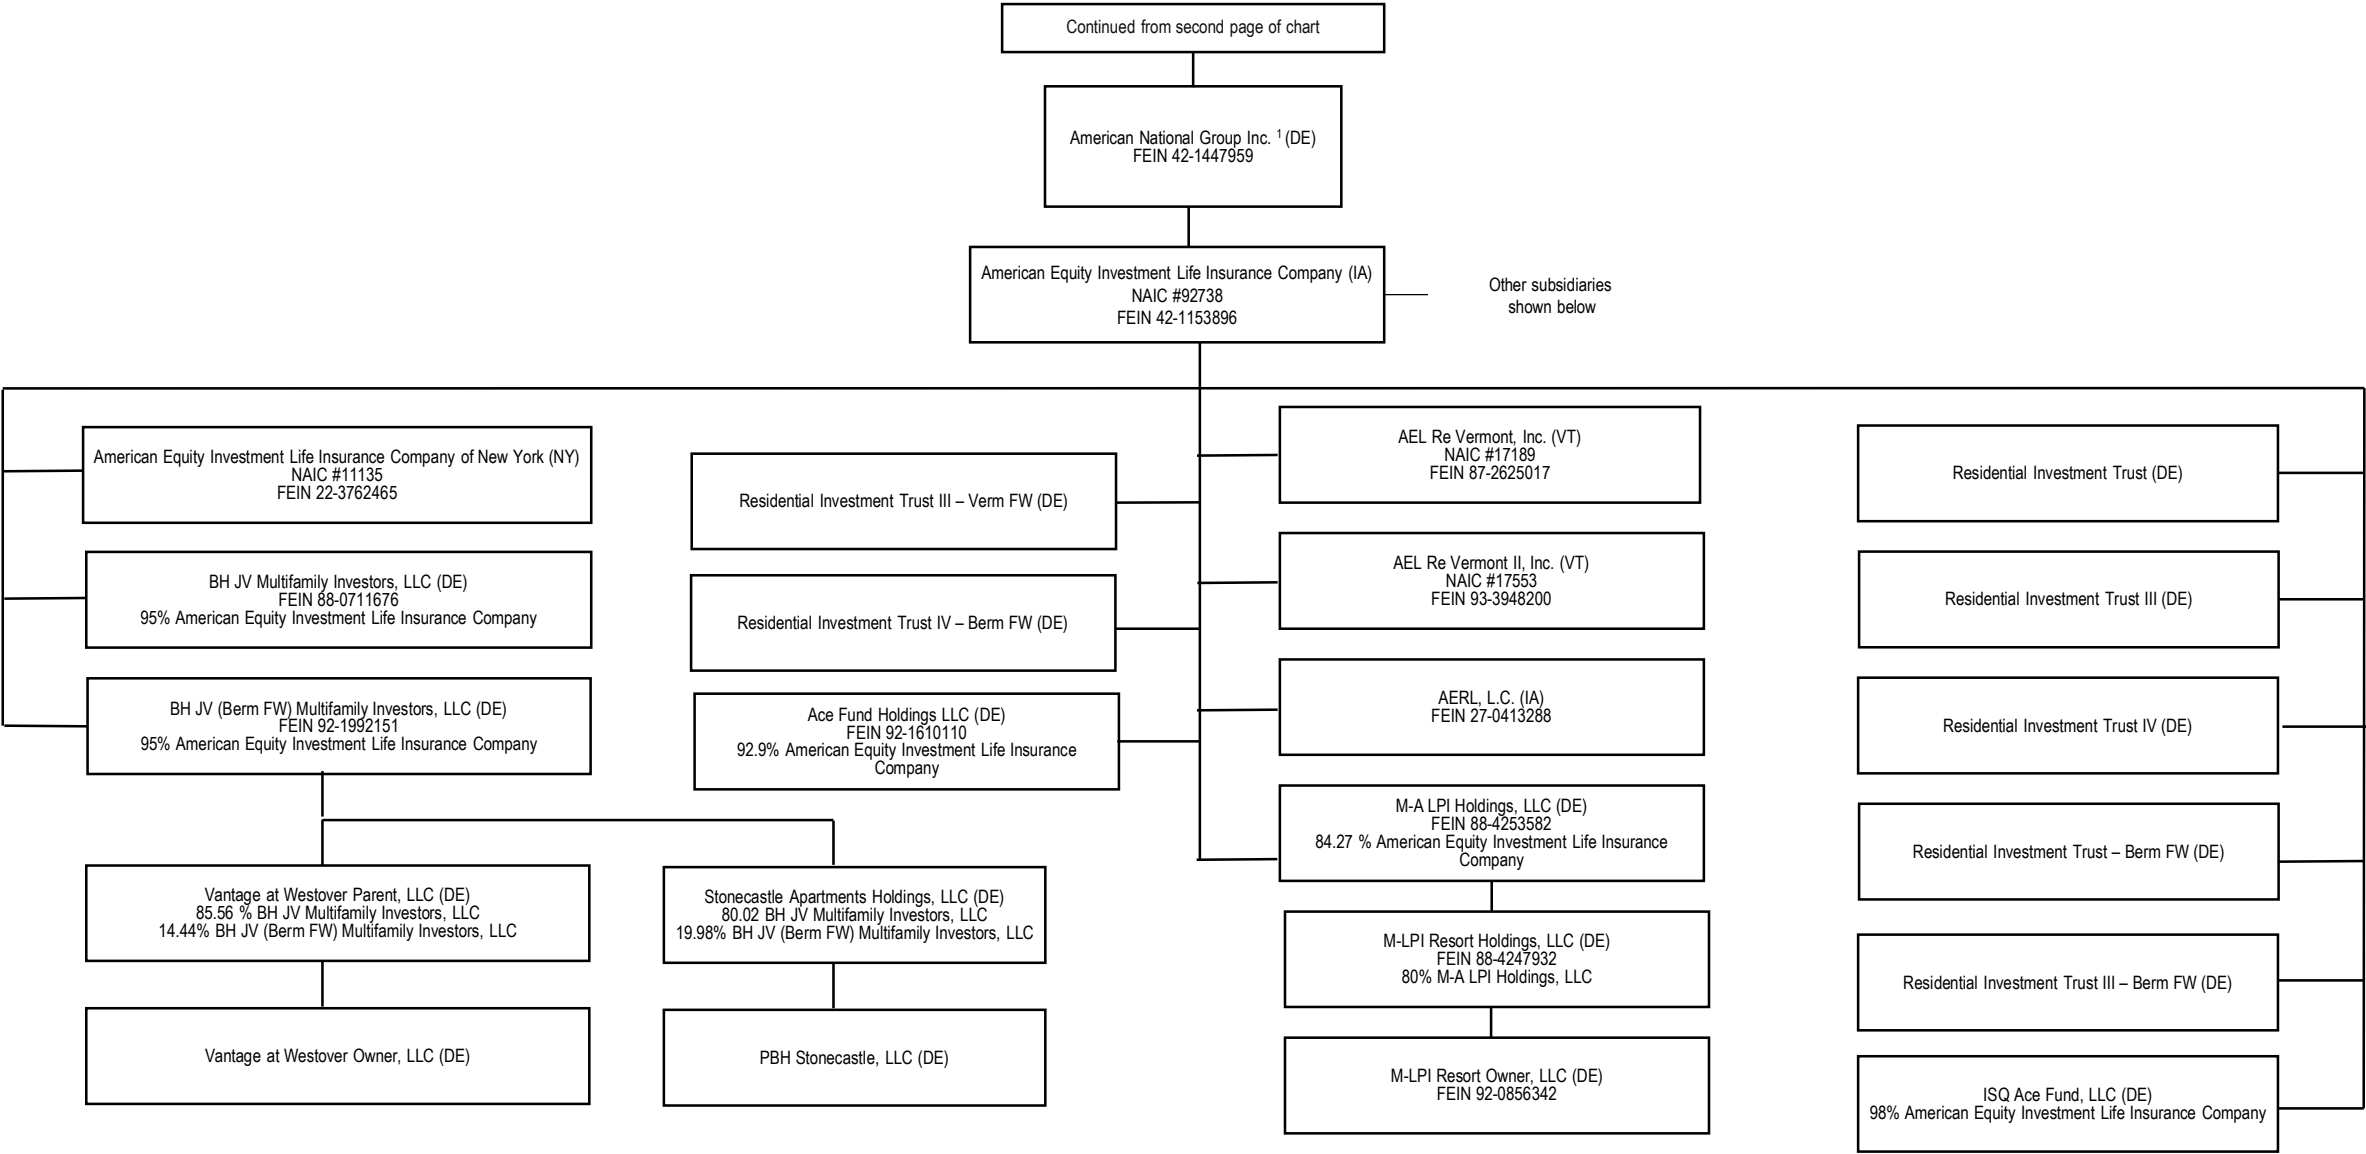 Continued from second page of chart
American National Group Inc. ¹ (DE)
FEIN 42-1447959
American Equity Investment Life Insurance Company (IA)
NAIC #92738
FEIN 42-1153896
Other subsidiaries
shown below
American Equity Investment Life Insurance Company of New York (NY)
NAIC #11135
FEIN 22-3762465
BH JV Multifamily Investors, LLC (DE)
FEIN 88-0711676
95% American Equity Investment Life Insurance Company
BH JV (Berm FW) Multifamily Investors, LLC (DE)
FEIN 92-1992151
95% American Equity Investment Life Insurance Company
Vantage at Westover Parent, LLC (DE)
85.56 % BH JV Multifamily Investors, LLC
14.44% BH JV (Berm FW) Multifamily Investors, LLC
Vantage at Westover Owner, LLC (DE)
Stonecastle Apartments Holdings, LLC (DE)
80.02 BH JV Multifamily Investors, LLC
19.98% BH JV (Berm FW) Multifamily Investors, LLC
PBH Stonecastle, LLC (DE)
Residential Investment Trust III – Verm FW (DE)
Residential Investment Trust IV – Berm FW (DE)
Ace Fund Holdings LLC (DE)
FEIN 92-1610110
92.9% American Equity Investment Life Insurance
Company
AEL Re Vermont, Inc. (VT)
NAIC #17189
FEIN 87-2625017
AEL Re Vermont II, Inc. (VT)
NAIC #17553
FEIN 93-3948200
AERL, L.C. (IA)
FEIN 27-0413288
M-A LPI Holdings, LLC (DE)
FEIN 88-4253582
84.27 % American Equity Investment Life Insurance
Company
M-LPI Resort Holdings, LLC (DE)
FEIN 88-4247932
80% M-A LPI Holdings, LLC
M-LPI Resort Owner, LLC (DE)
FEIN 92-0856342
Residential Investment Trust (DE)
Residential Investment Trust III (DE)
Residential Investment Trust IV (DE)
Residential Investment Trust – Berm FW (DE)
Residential Investment Trust III – Berm FW (DE)
ISQ Ace Fund, LLC (DE)
98% American Equity Investment Life Insurance Company